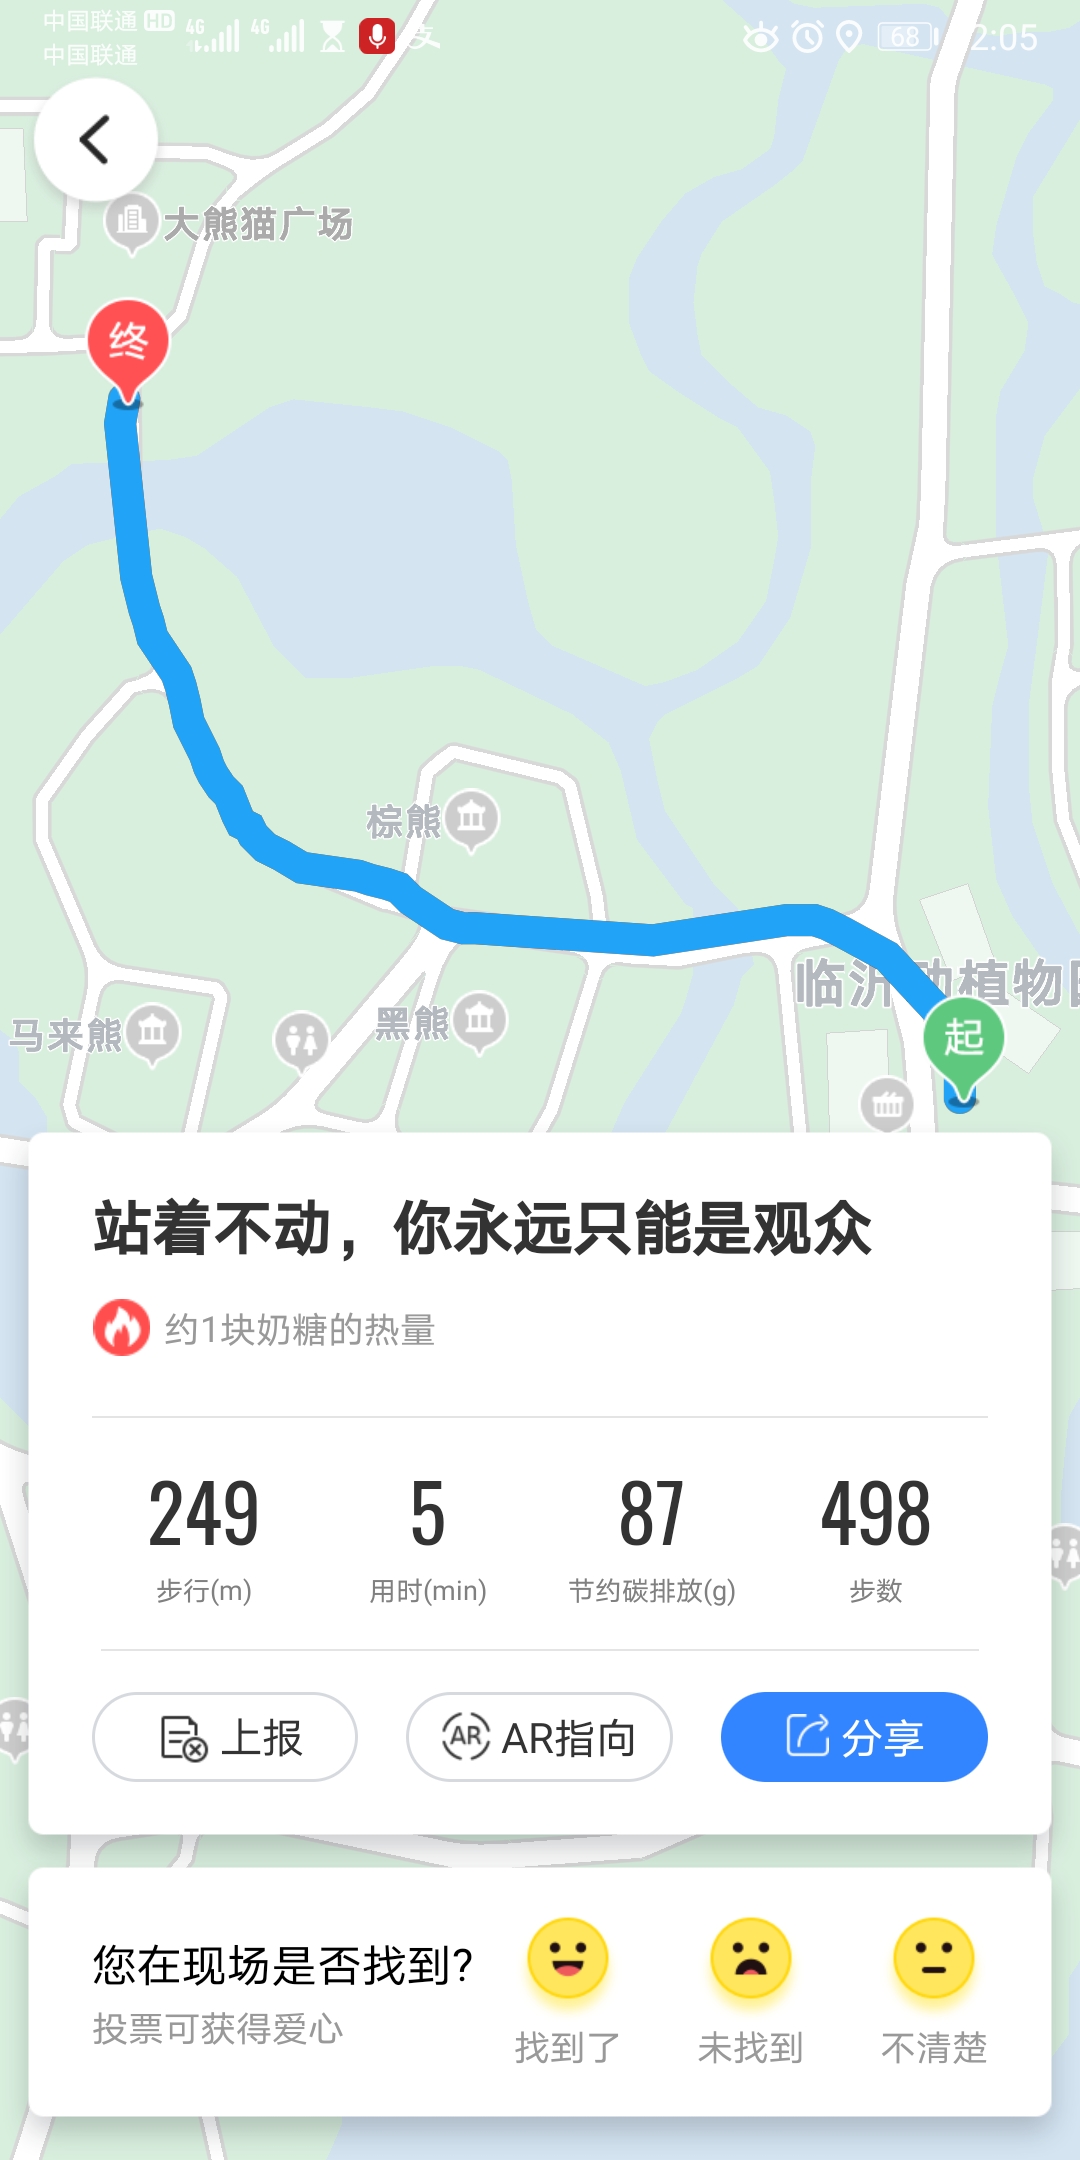 中国联通 HD
中国联通
4G
4G
68
2:05
大熊猫广场
终
棕熊
临沂动植物园
马来熊
黑熊
起
站着不动，你永远只能是观众
约1块奶糖的热量
249
5
87
498
步行(m)
用时(min)
节约碳排放(g)
步数
上报
AR AR指向
分享
您在现场是否找到?
投票可获得爱心
找到了
未找到
不清楚